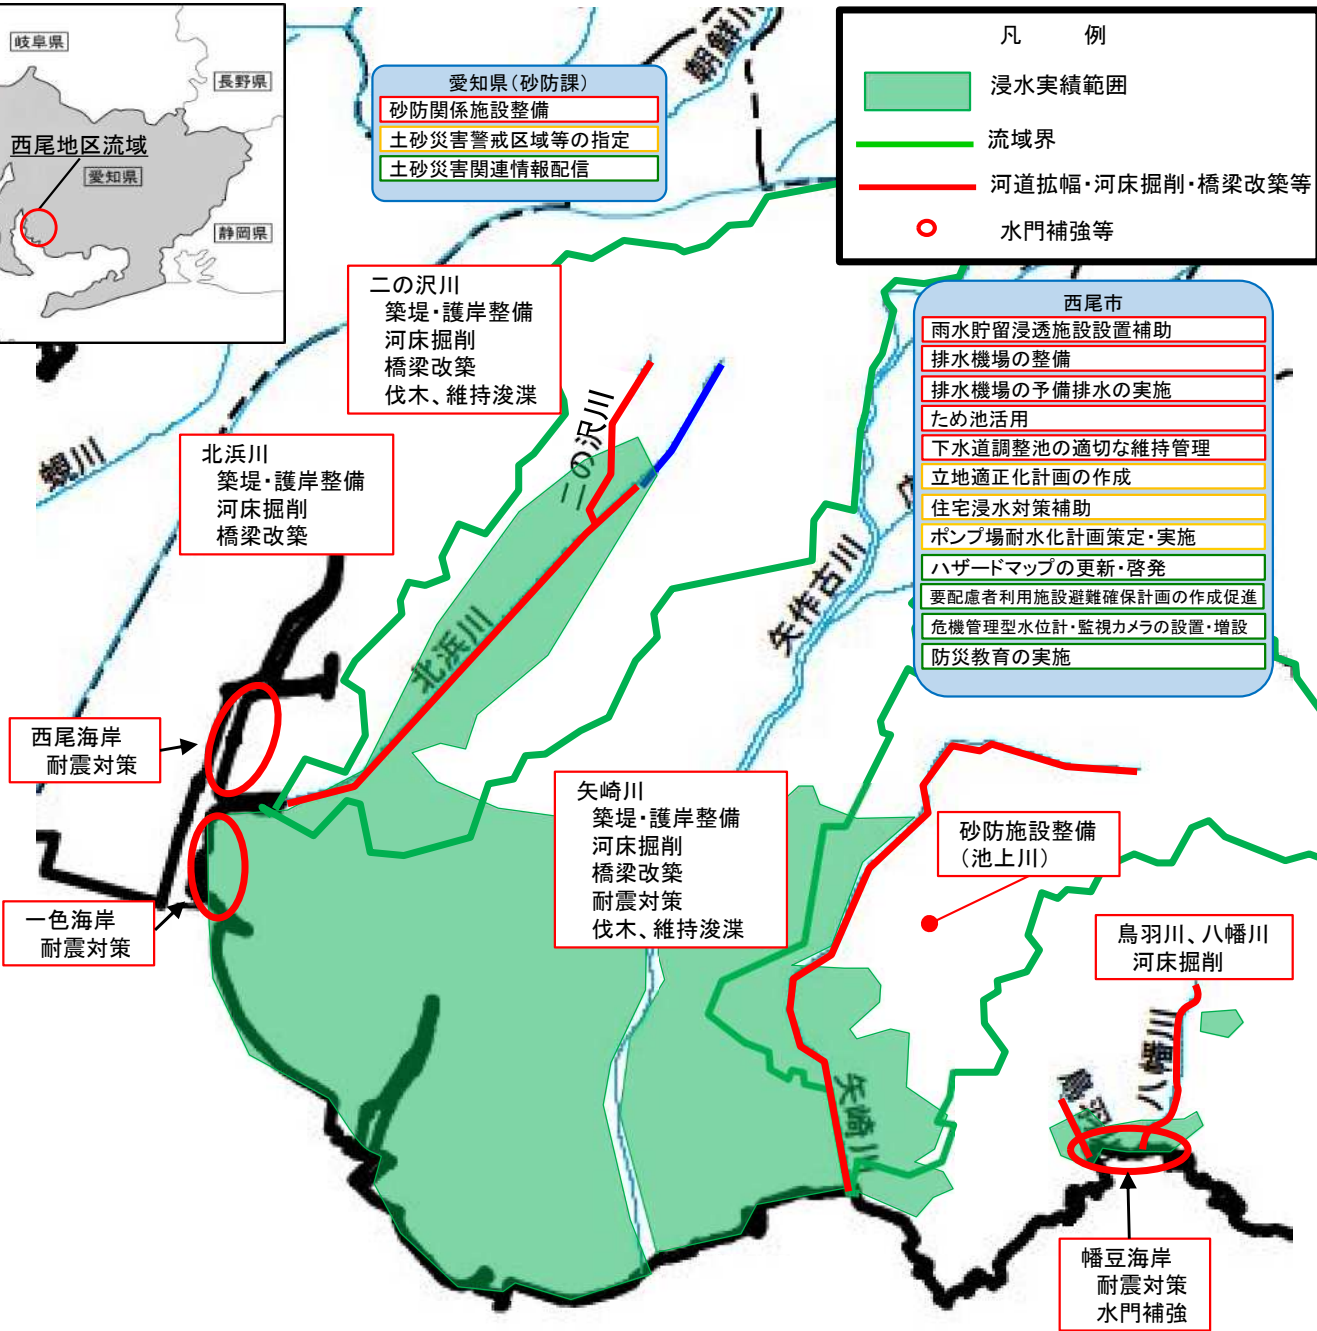 岐阜県
長野県
西尾地区流域
愛知県
静岡県
愛知県(砂防課)
砂防関係施設整備
土砂災害警戒区域等の指定
土砂災害関連情報配信
朝鮮川
凡 例
浸水実績範囲
流域界
河道拡幅・河床掘削・橋梁改築等
水門補強等
二の沢川
築堤・護岸整備
河床掘削
橋梁改築
伐木、維持浚渫
北浜川
築堤・護岸整備
河床掘削
橋梁改築
西尾市
雨水貯留浸透施設設置補助
排水機場の整備
排水機場の予備排水の実施
ため池活用
下水道調整池の適切な維持管理
立地適正化計画の作成
住宅浸水対策補助
ポンプ場耐水化計画策定・実施
ハザードマップの更新・啓発
要配慮者利用施設避難確保計画の作成促進
危機管理型水位計・監視カメラの設置・増設
防災教育の実施
二の沢川
北浜川
矢作古川
西尾海岸
耐震対策
一色海岸
耐震対策
矢崎川
築堤・護岸整備
河床掘削
橋梁改築
耐震対策
伐木、維持浚渫
砂防施設整備
(池上川)
鳥羽川、八幡川
河床掘削
矢崎川
八幡川
幡豆海岸
耐震対策
水門補強